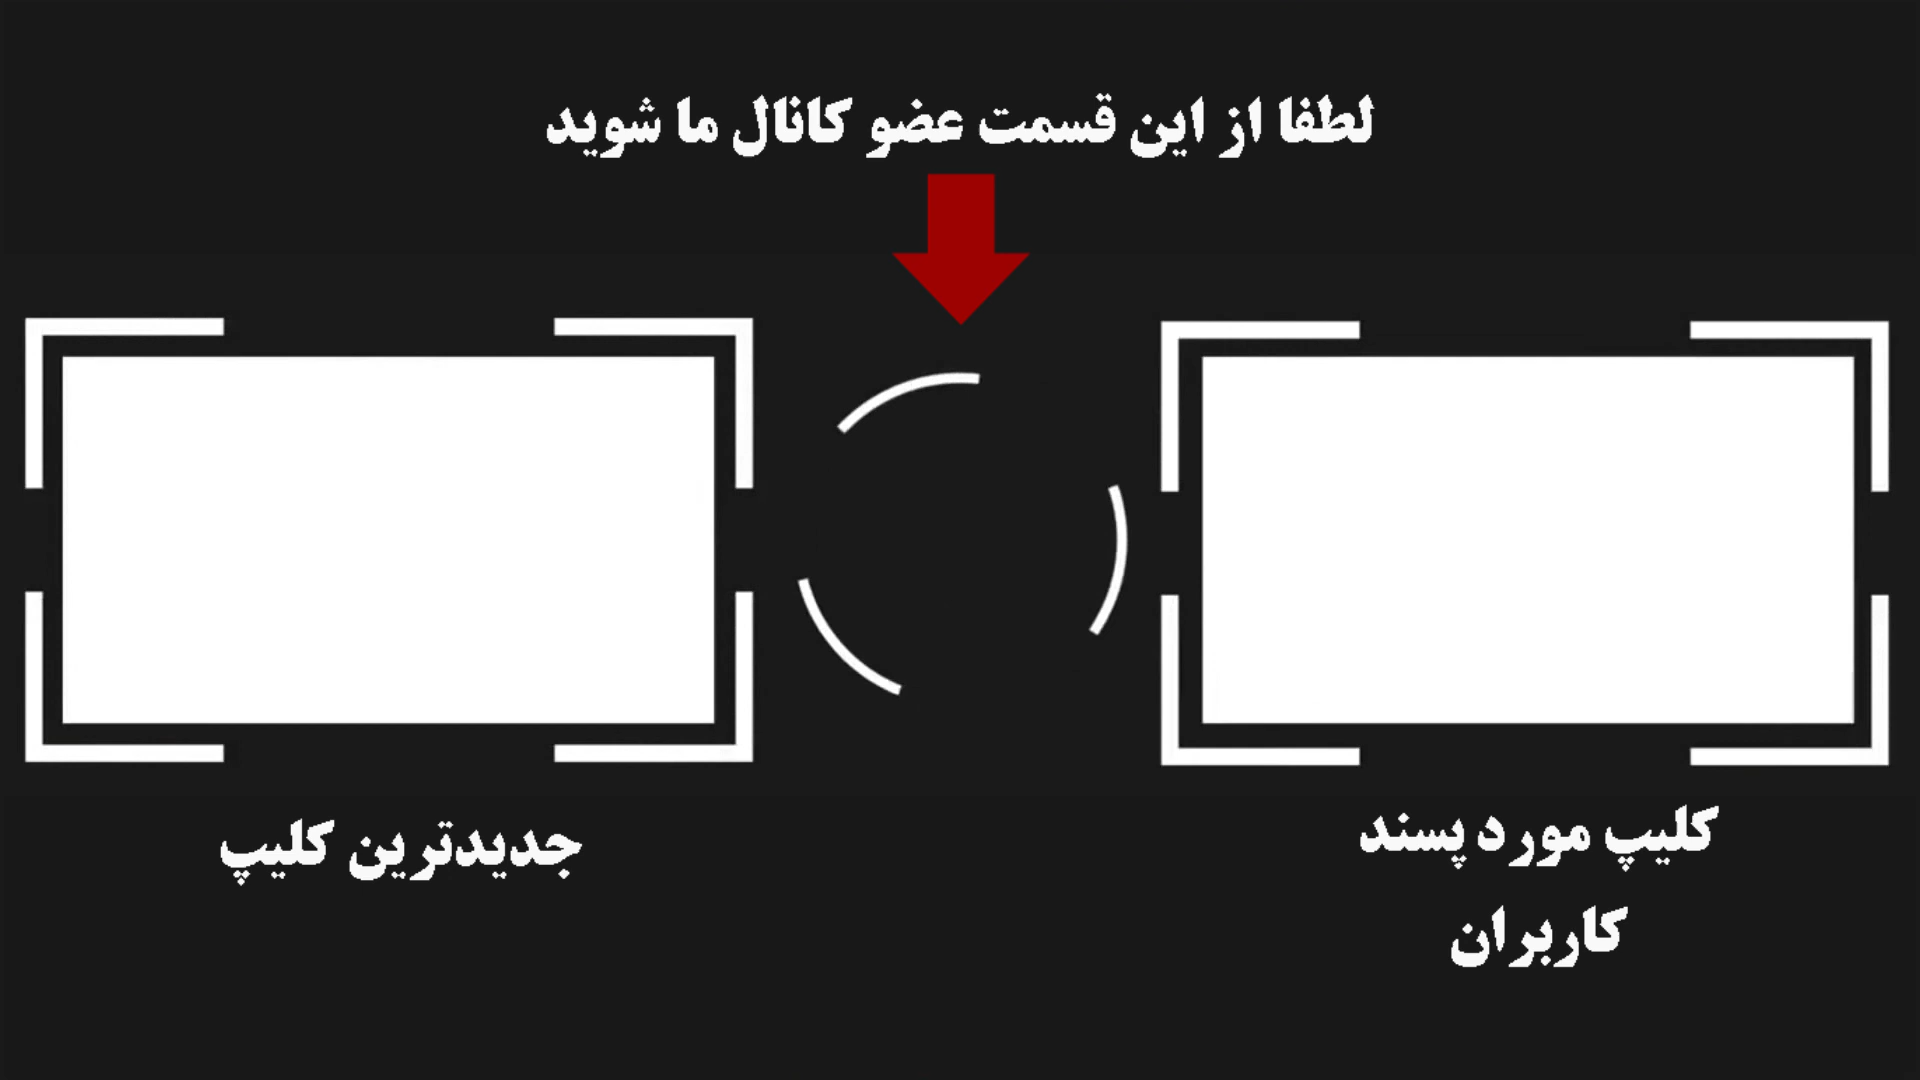 لطفا از این قسمت عضو کانال ما شوید
کلیپ مورد پسند
کاربران
جدیدترین کلیپ